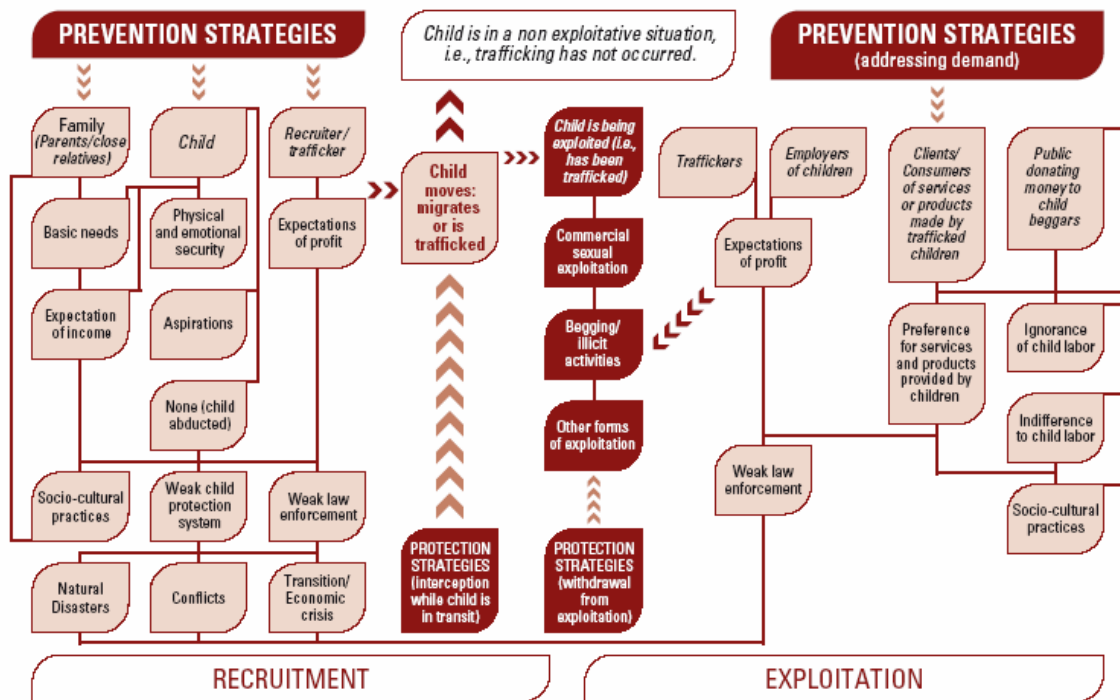 PREVENTION STRATEGIES
Child is in a non exploitative situation,
i.e., trafficking has not occurred.
PREVENTION STRATEGIES
(addressing demand)
Family
(Parents/close
relatives)
Child
Recruiter/
trafficker
Basic needs
Physical
and emotional
security
Expectations
of profit
Expectation
of income
Aspirations
None (child
abducted)
Socio-cultural
practices
Weak child
protection
system
Weak law
enforcement
Natural
Disasters
Conflicts
Transition/
Economic
crisis
Child
moves:
migrates
or is
trafficked
PROTECTION
STRATEGIES
(interception
while child is
in transit)
Child is being
exploited (i.e.,
has been
trafficked)
Commercial
sexual
exploitation
Begging/
illicit
activities
Other forms
of exploitation
PROTECTION
STRATEGIES
(withdrawal
from
exploitation)
Traffickers
Employers
of children
Expectations
of profit
Weak law
enforcement
Clients/
Consumers
of services
or products
made by
trafficked
children
Public
donating
money to
child
beggars
Preference
for services
and products
provided by
children
Ignorance
of child labor
Indifference
to child labor
Socio-cultural
practices
RECRUITMENT
EXPLOITATION